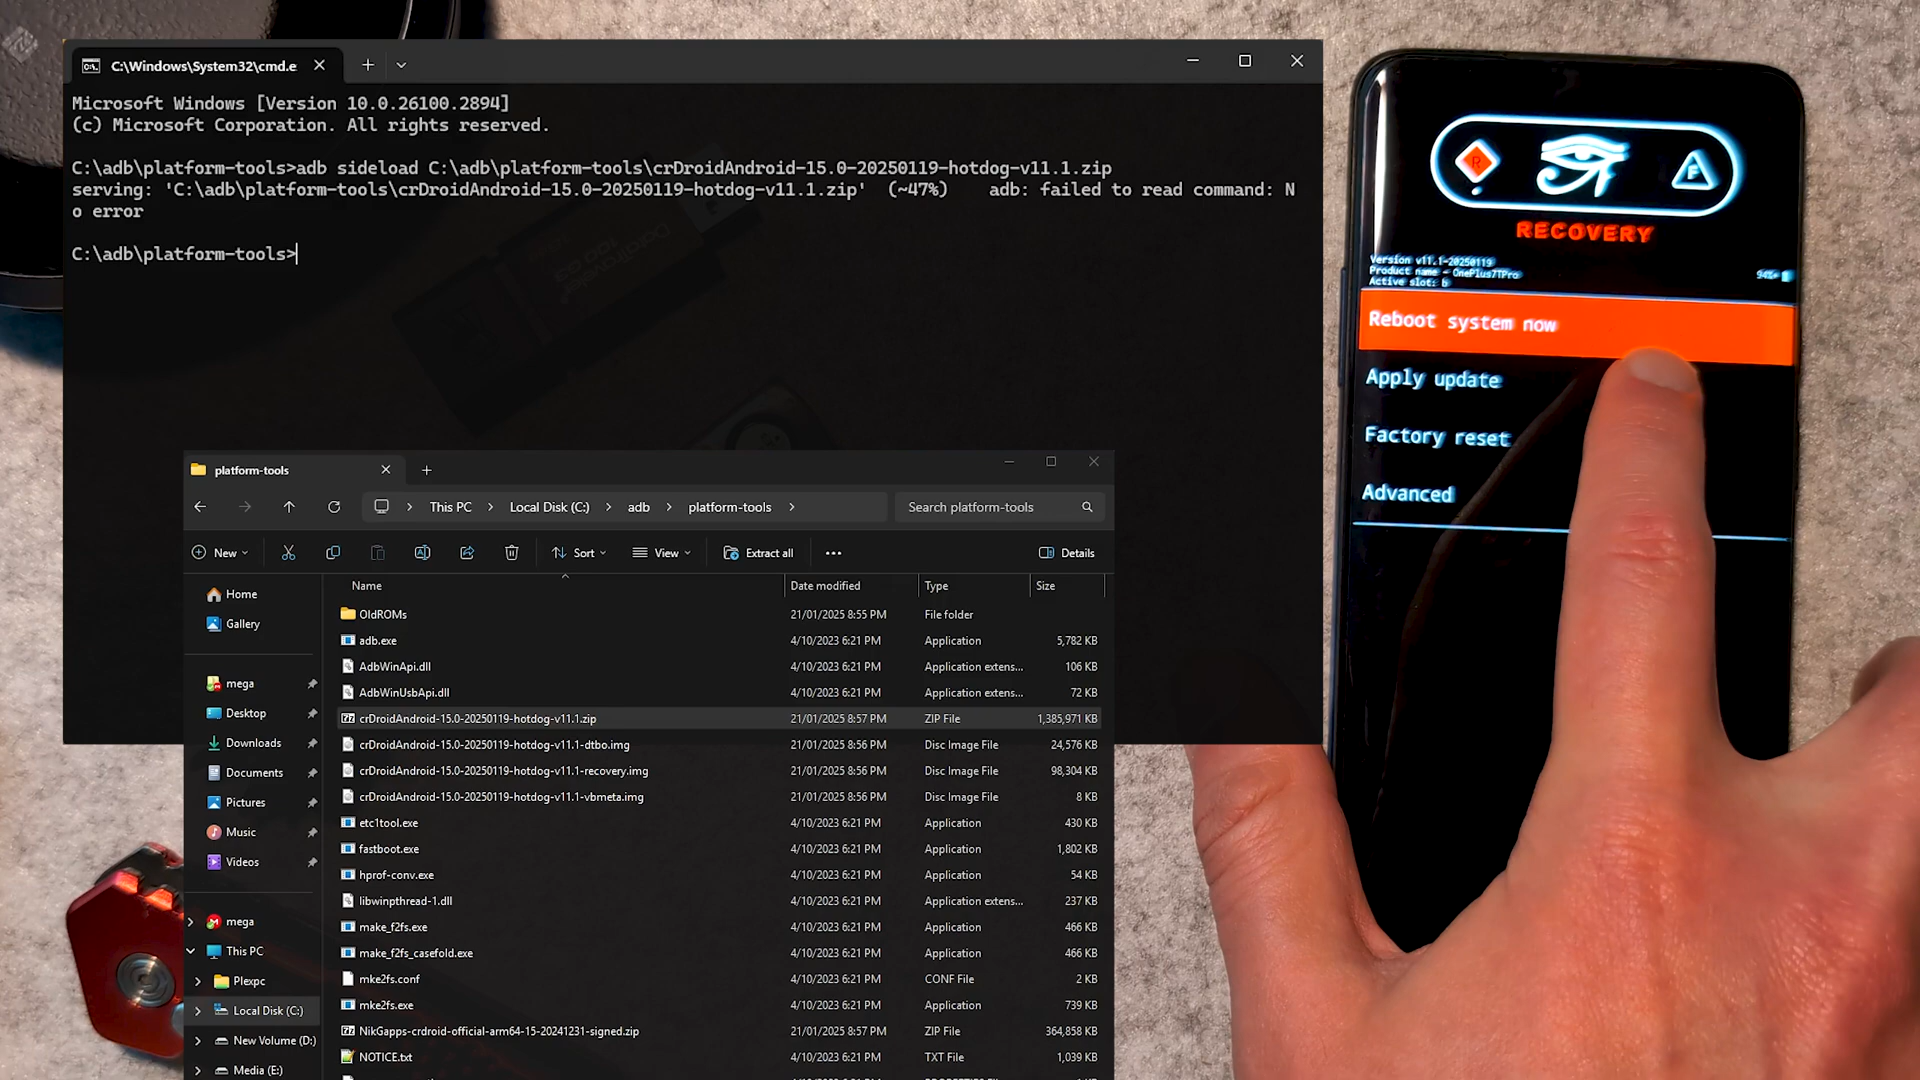 C:\Windows\System32\cmd.e
Microsoft Windows [Version 10.0.26100.2894]
(c) Microsoft Corporation. All rights reserved.
C:\adb\platform-tools>adb sideload C:\adb\platform-tools\crDroidAndroid-15.0-20250119-hotdog-v11.1.zip
serving: 'C:\adb\platform-tools\crDroidAndroid-15.0-20250119-hotdog-v11.1.zip' (~47%) adb: failed to read command: N
o error
C:\adb\platform-tools>
platform-tools
This PC > Local Disk (C:) > adb > platform-tools >
Search platform-tools
New
Sort
View
Extract all
Details
Name Date modified Type Size
Home
Gallery
mega
Desktop
Downloads
Documents
Pictures
Music
Videos
mega
This PC
Plexpc
Local Disk (C:)
New Volume (D:)
Media (E:)
OldROMs 21/01/2025 8:55 PM File folder
adb.exe 4/10/2023 6:21 PM Application 5,782 KB
AdbWinApi.dll 4/10/2023 6:21 PM Application extens... 106 KB
AdbWinUsbApi.dll 4/10/2023 6:21 PM Application extens... 72 KB
crDroidAndroid-15.0-20250119-hotdog-v11.1.zip 21/01/2025 8:57 PM ZIP File 1,385,971 KB
crDroidAndroid-15.0-20250119-hotdog-v11.1-dtbo.img 21/01/2025 8:56 PM Disc Image File 24,576 KB
crDroidAndroid-15.0-20250119-hotdog-v11.1-recovery.img 21/01/2025 8:56 PM Disc Image File 98,304 KB
crDroidAndroid-15.0-20250119-hotdog-v11.1-vbmeta.img 21/01/2025 8:56 PM Disc Image File 8 KB
etc1tool.exe 4/10/2023 6:21 PM Application 430 KB
fastboot.exe 4/10/2023 6:21 PM Application 1,802 KB
hprof-conv.exe 4/10/2023 6:21 PM Application 54 KB
libwinpthread-1.dll 4/10/2023 6:21 PM Application extens... 237 KB
make_f2fs.exe 4/10/2023 6:21 PM Application 466 KB
make_f2fs_casefold.exe 4/10/2023 6:21 PM Application 466 KB
mke2fs.conf 4/10/2023 6:21 PM CONF File 2 KB
mke2fs.exe 4/10/2023 6:21 PM Application 739 KB
NikGapps-crdroid-official-arm64-15-20241231-signed.zip 21/01/2025 8:57 PM ZIP File 364,858 KB
NOTICE.txt 4/10/2023 6:21 PM TXT File 1,039 KB
R
F
RECOVERY
Version v11.1-20250119
Product name - OnePlus7TPro
Active slot: b
94%
Reboot system now
Apply update
Factory reset
Advanced